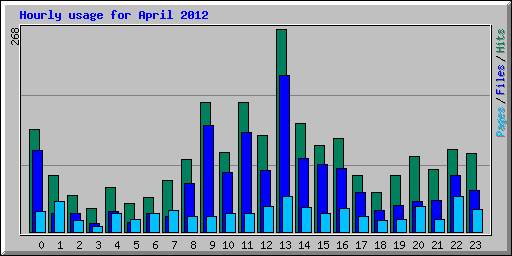 Hourly usage for April 2012
268
Pages/Files/Hits
0 1 2 3 4 5 6 7 8 9 10 11 12 13 14 15 16 17 18 19 20 21 22 23